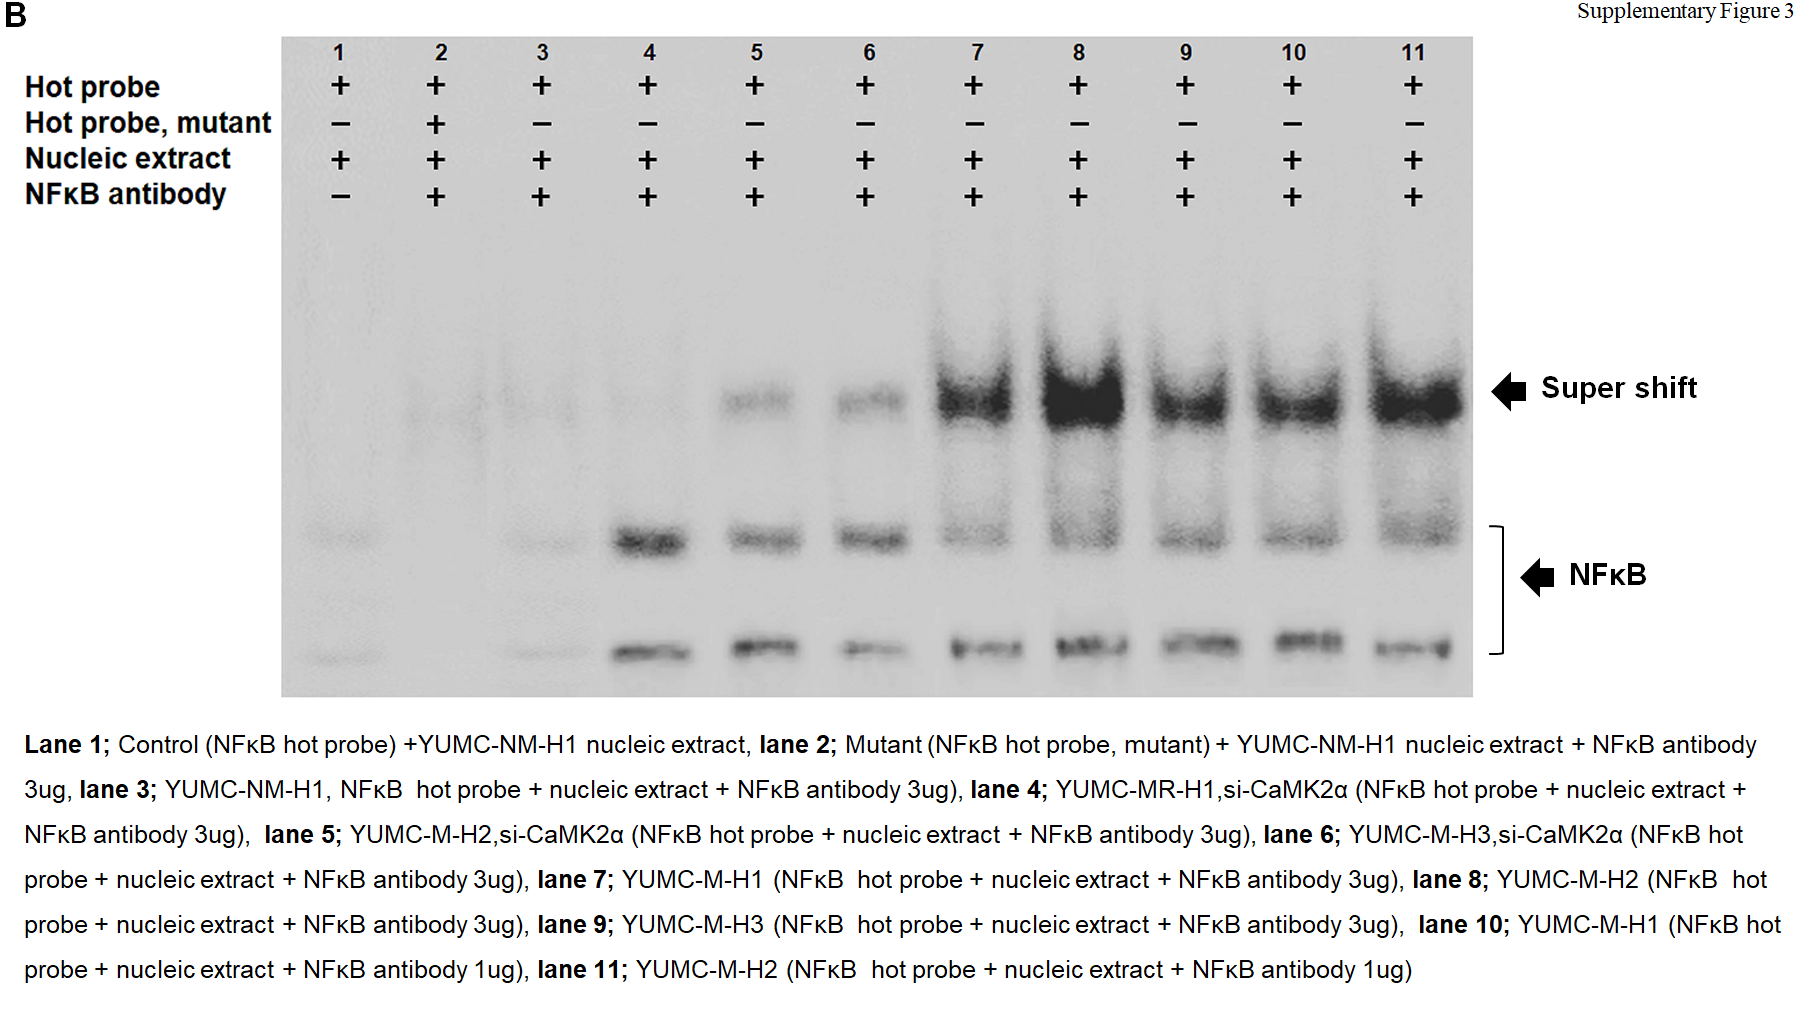 B
Supplementary Figure 3
1 2 3 4 5 6 7 8 9 10 11
Hot probe + + + + + + + + + + +
Hot probe, mutant − + − − − − − − − − −
Nucleic extract + + + + + + + + + + +
NFκB antibody − + + + + + + + + + +
Super shift
NFκB
Lane 1; Control (NFκB hot probe) +YUMC-NM-H1 nucleic extract, lane 2; Mutant (NFκB hot probe, mutant) + YUMC-NM-H1 nucleic extract + NFκB antibody
3ug, lane 3; YUMC-NM-H1, NFκB hot probe + nucleic extract + NFκB antibody 3ug), lane 4; YUMC-MR-H1,si-CaMK2α (NFκB hot probe + nucleic extract +
NFκB antibody 3ug), lane 5; YUMC-M-H2,si-CaMK2α (NFκB hot probe + nucleic extract + NFκB antibody 3ug), lane 6; YUMC-M-H3,si-CaMK2α (NFκB hot
probe + nucleic extract + NFκB antibody 3ug), lane 7; YUMC-M-H1 (NFκB hot probe + nucleic extract + NFκB antibody 3ug), lane 8; YUMC-M-H2 (NFκB hot
probe + nucleic extract + NFκB antibody 3ug), lane 9; YUMC-M-H3 (NFκB hot probe + nucleic extract + NFκB antibody 3ug), lane 10; YUMC-M-H1 (NFκB hot
probe + nucleic extract + NFκB antibody 1ug), lane 11; YUMC-M-H2 (NFκB hot probe + nucleic extract + NFκB antibody 1ug)